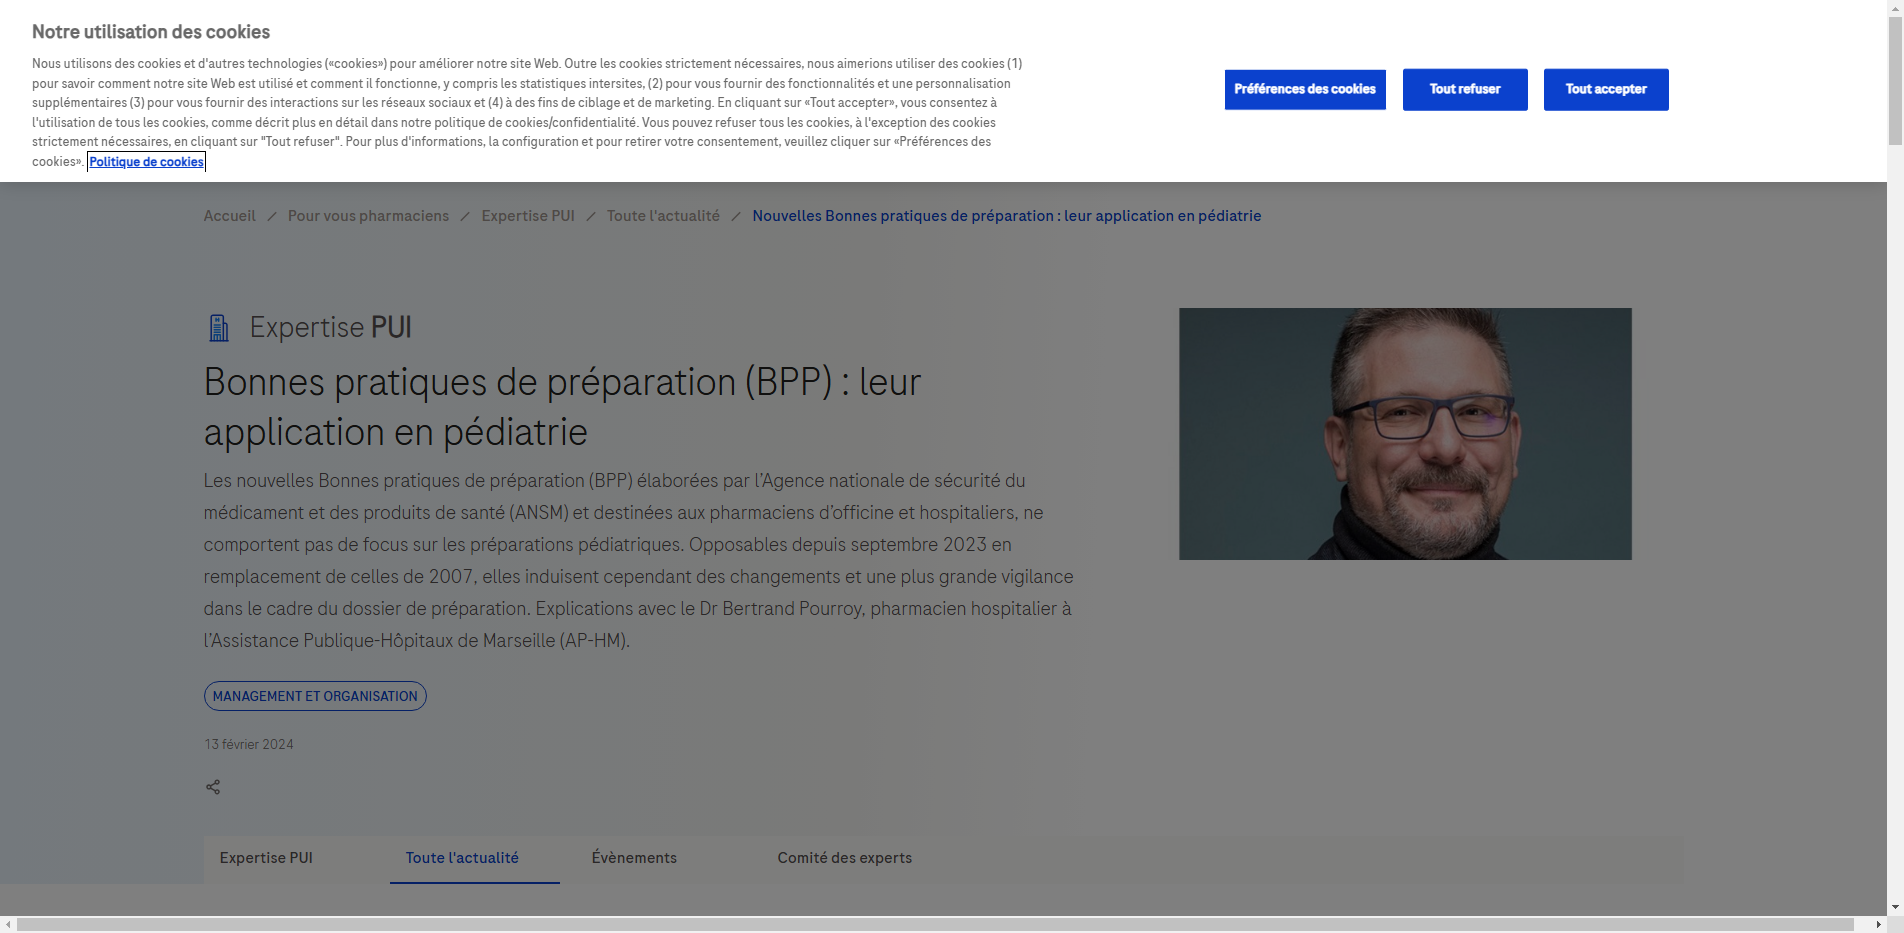 Notre utilisation des cookies
Nous utilisons des cookies et d'autres technologies («cookies») pour améliorer notre site Web. Outre les cookies strictement nécessaires, nous aimerions utiliser des cookies (1)
pour savoir comment notre site Web est utilisé et comment il fonctionne, y compris les statistiques intersites, (2) pour vous fournir des fonctionnalités et une personnalisation
supplémentaires (3) pour vous fournir des interactions sur les réseaux sociaux et (4) à des fins de ciblage et de marketing. En cliquant sur «Tout accepter», vous consentez à
l'utilisation de tous les cookies, comme décrit plus en détail dans notre politique de cookies/confidentialité. Vous pouvez refuser tous les cookies, à l'exception des cookies
strictement nécessaires, en cliquant sur "Tout refuser". Pour plus d'informations, la configuration et pour retirer votre consentement, veuillez cliquer sur «Préférences des
cookies». Politique de cookies
Préférences des cookies
Tout refuser
Tout accepter
Accueil / Pour vous pharmaciens / Expertise PUI / Toute l'actualité / Nouvelles Bonnes pratiques de préparation : leur application en pédiatrie
Expertise PUI
Bonnes pratiques de préparation (BPP) : leur
application en pédiatrie
Les nouvelles Bonnes pratiques de préparation (BPP) élaborées par l’Agence nationale de sécurité du
médicament et des produits de santé (ANSM) et destinées aux pharmaciens d’officine et hospitaliers, ne
comportent pas de focus sur les préparations pédiatriques. Opposables depuis septembre 2023 en
remplacement de celles de 2007, elles induisent cependant des changements et une plus grande vigilance
dans le cadre du dossier de préparation. Explications avec le Dr Bertrand Pourroy, pharmacien hospitalier à
l’Assistance Publique-Hôpitaux de Marseille (AP-HM).
MANAGEMENT ET ORGANISATION
13 février 2024
Expertise PUI
Toute l'actualité
Évènements
Comité des experts